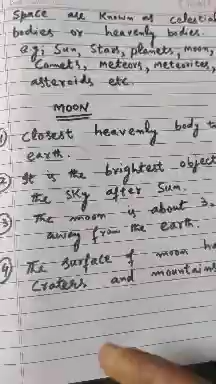 Space are known as celestial
bodies or heavenly bodies.
e.g; Sun, Stars, planets, moon,
Comets, meteors, meteorites,
asteroids etc.
MOON
1) Closest heavenly body to
earth.
2) It is the brightest object
the Sky after Sun.
3) The moon is about 3.
away from the earth.
4) The surface of moon ha
Craters and mountains